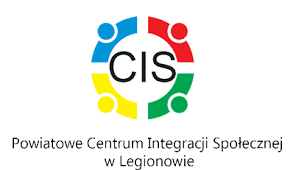 CIS
Powiatowe Centrum Integracji Społecznej
w Legionowie